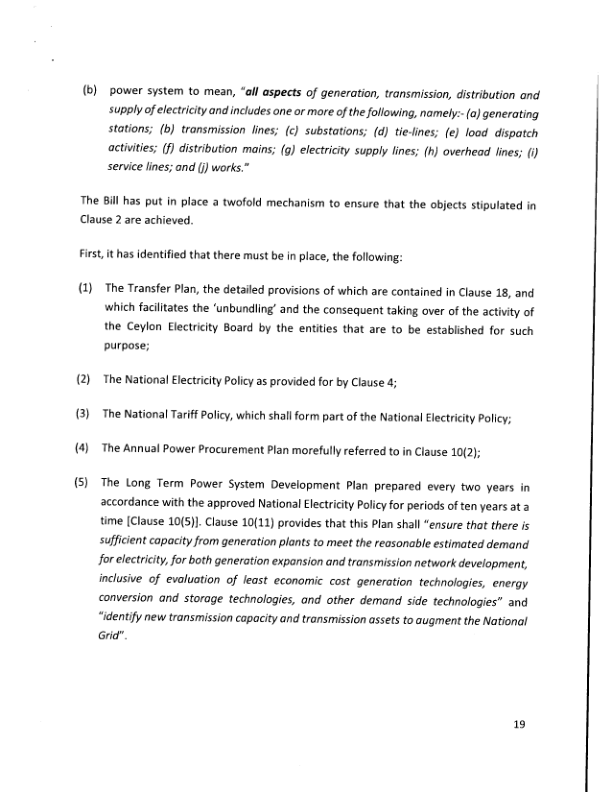 (b) power system to mean, "all aspects of generation, transmission, distribution and
supply of electricity and includes one or more of the following, namely:- (a) generating
stations; (b) transmission lines; (c) substations; (d) tie-lines; (e) load dispatch
activities; (f) distribution mains; (g) electricity supply lines; (h) overhead lines; (i)
service lines; and (j) works."
The Bill has put in place a twofold mechanism to ensure that the objects stipulated in
Clause 2 are achieved.
First, it has identified that there must be in place, the following:
(1) The Transfer Plan, the detailed provisions of which are contained in Clause 18, and
which facilitates the 'unbundling' and the consequent taking over of the activity of
the Ceylon Electricity Board by the entities that are to be established for such
purpose;
(2) The National Electricity Policy as provided for by Clause 4;
(3) The National Tariff Policy, which shall form part of the National Electricity Policy;
(4) The Annual Power Procurement Plan morefully referred to in Clause 10(2);
(5) The Long Term Power System Development Plan prepared every two years in
accordance with the approved National Electricity Policy for periods of ten years at a
time [Clause 10(5)]. Clause 10(11) provides that this Plan shall "ensure that there is
sufficient capacity from generation plants to meet the reasonable estimated demand
for electricity, for both generation expansion and transmission network development,
inclusive of evaluation of least economic cost generation technologies, energy
conversion and storage technologies, and other demand side technologies" and
"identify new transmission capacity and transmission assets to augment the National
Grid".
19